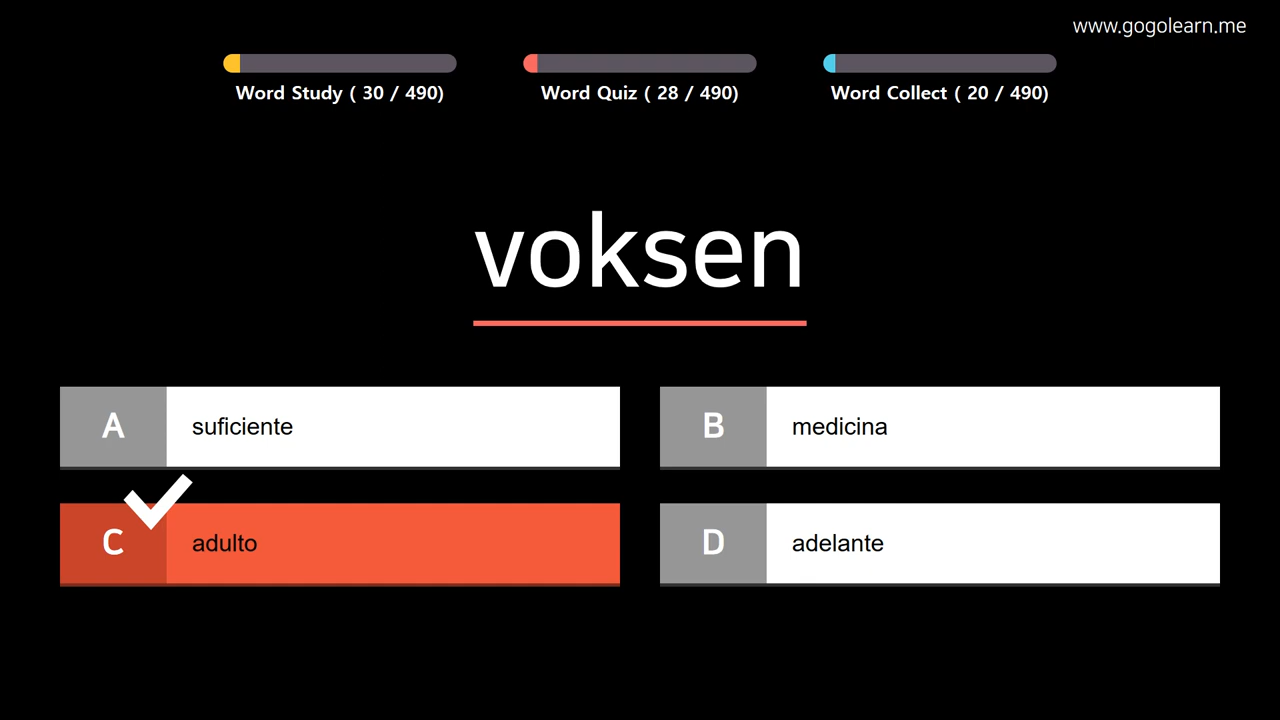 www.gogolearn.me
Word Study ( 30 / 490)
Word Quiz ( 28 / 490)
Word Collect ( 20 / 490)
voksen
A suficiente
B medicina
C adulto
D adelante